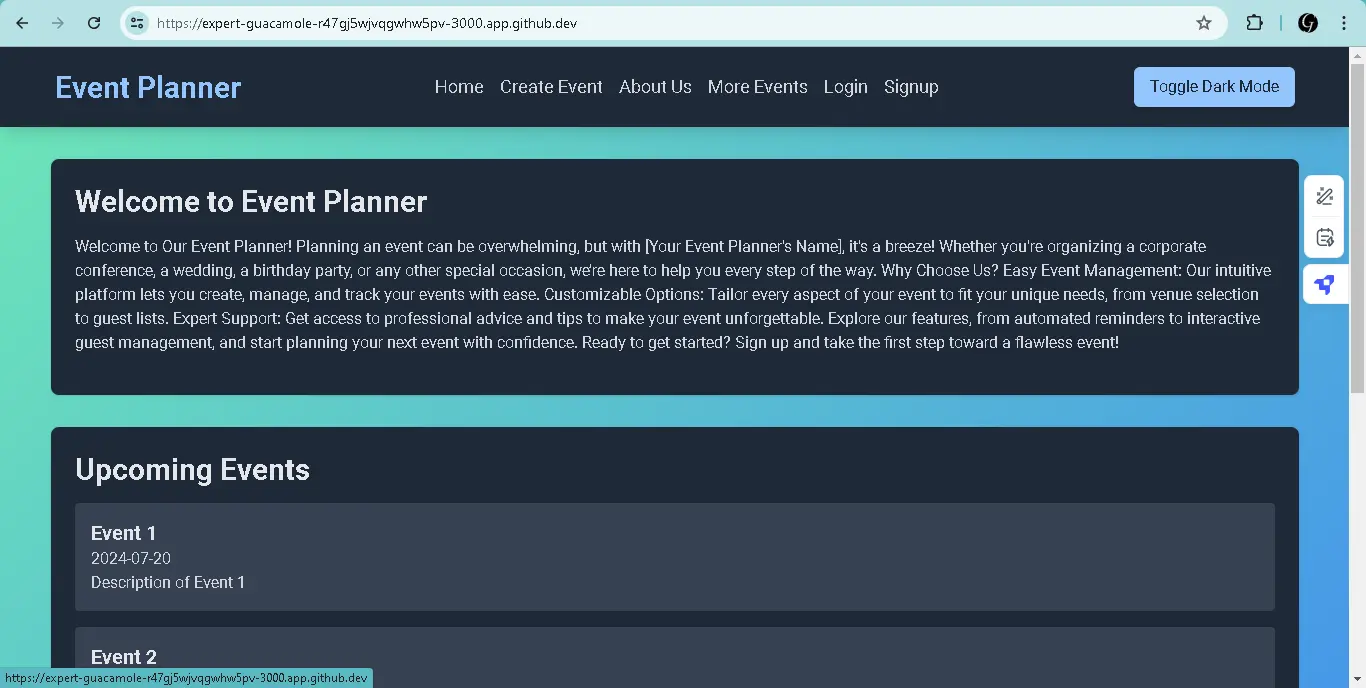 https://expert-guacamole-r47gj5wjvqgwhw5pv-3000.app.github.dev
Event Planner
Home Create Event About Us More Events Login Signup
Toggle Dark Mode
Welcome to Event Planner
Welcome to Our Event Planner! Planning an event can be overwhelming, but with [Your Event Planner's Name], it's a breeze! Whether you're organizing a corporate
conference, a wedding, a birthday party, or any other special occasion, we're here to help you every step of the way. Why Choose Us? Easy Event Management: Our intuitive
platform lets you create, manage, and track your events with ease. Customizable Options: Tailor every aspect of your event to fit your unique needs, from venue selection
to guest lists. Expert Support: Get access to professional advice and tips to make your event unforgettable. Explore our features, from automated reminders to interactive
guest management, and start planning your next event with confidence. Ready to get started? Sign up and take the first step toward a flawless event!
Upcoming Events
Event 1
2024-07-20
Description of Event 1
Event 2
https://expert-guacamole-r47gj5wjvqgwhw5pv-3000.app.github.dev